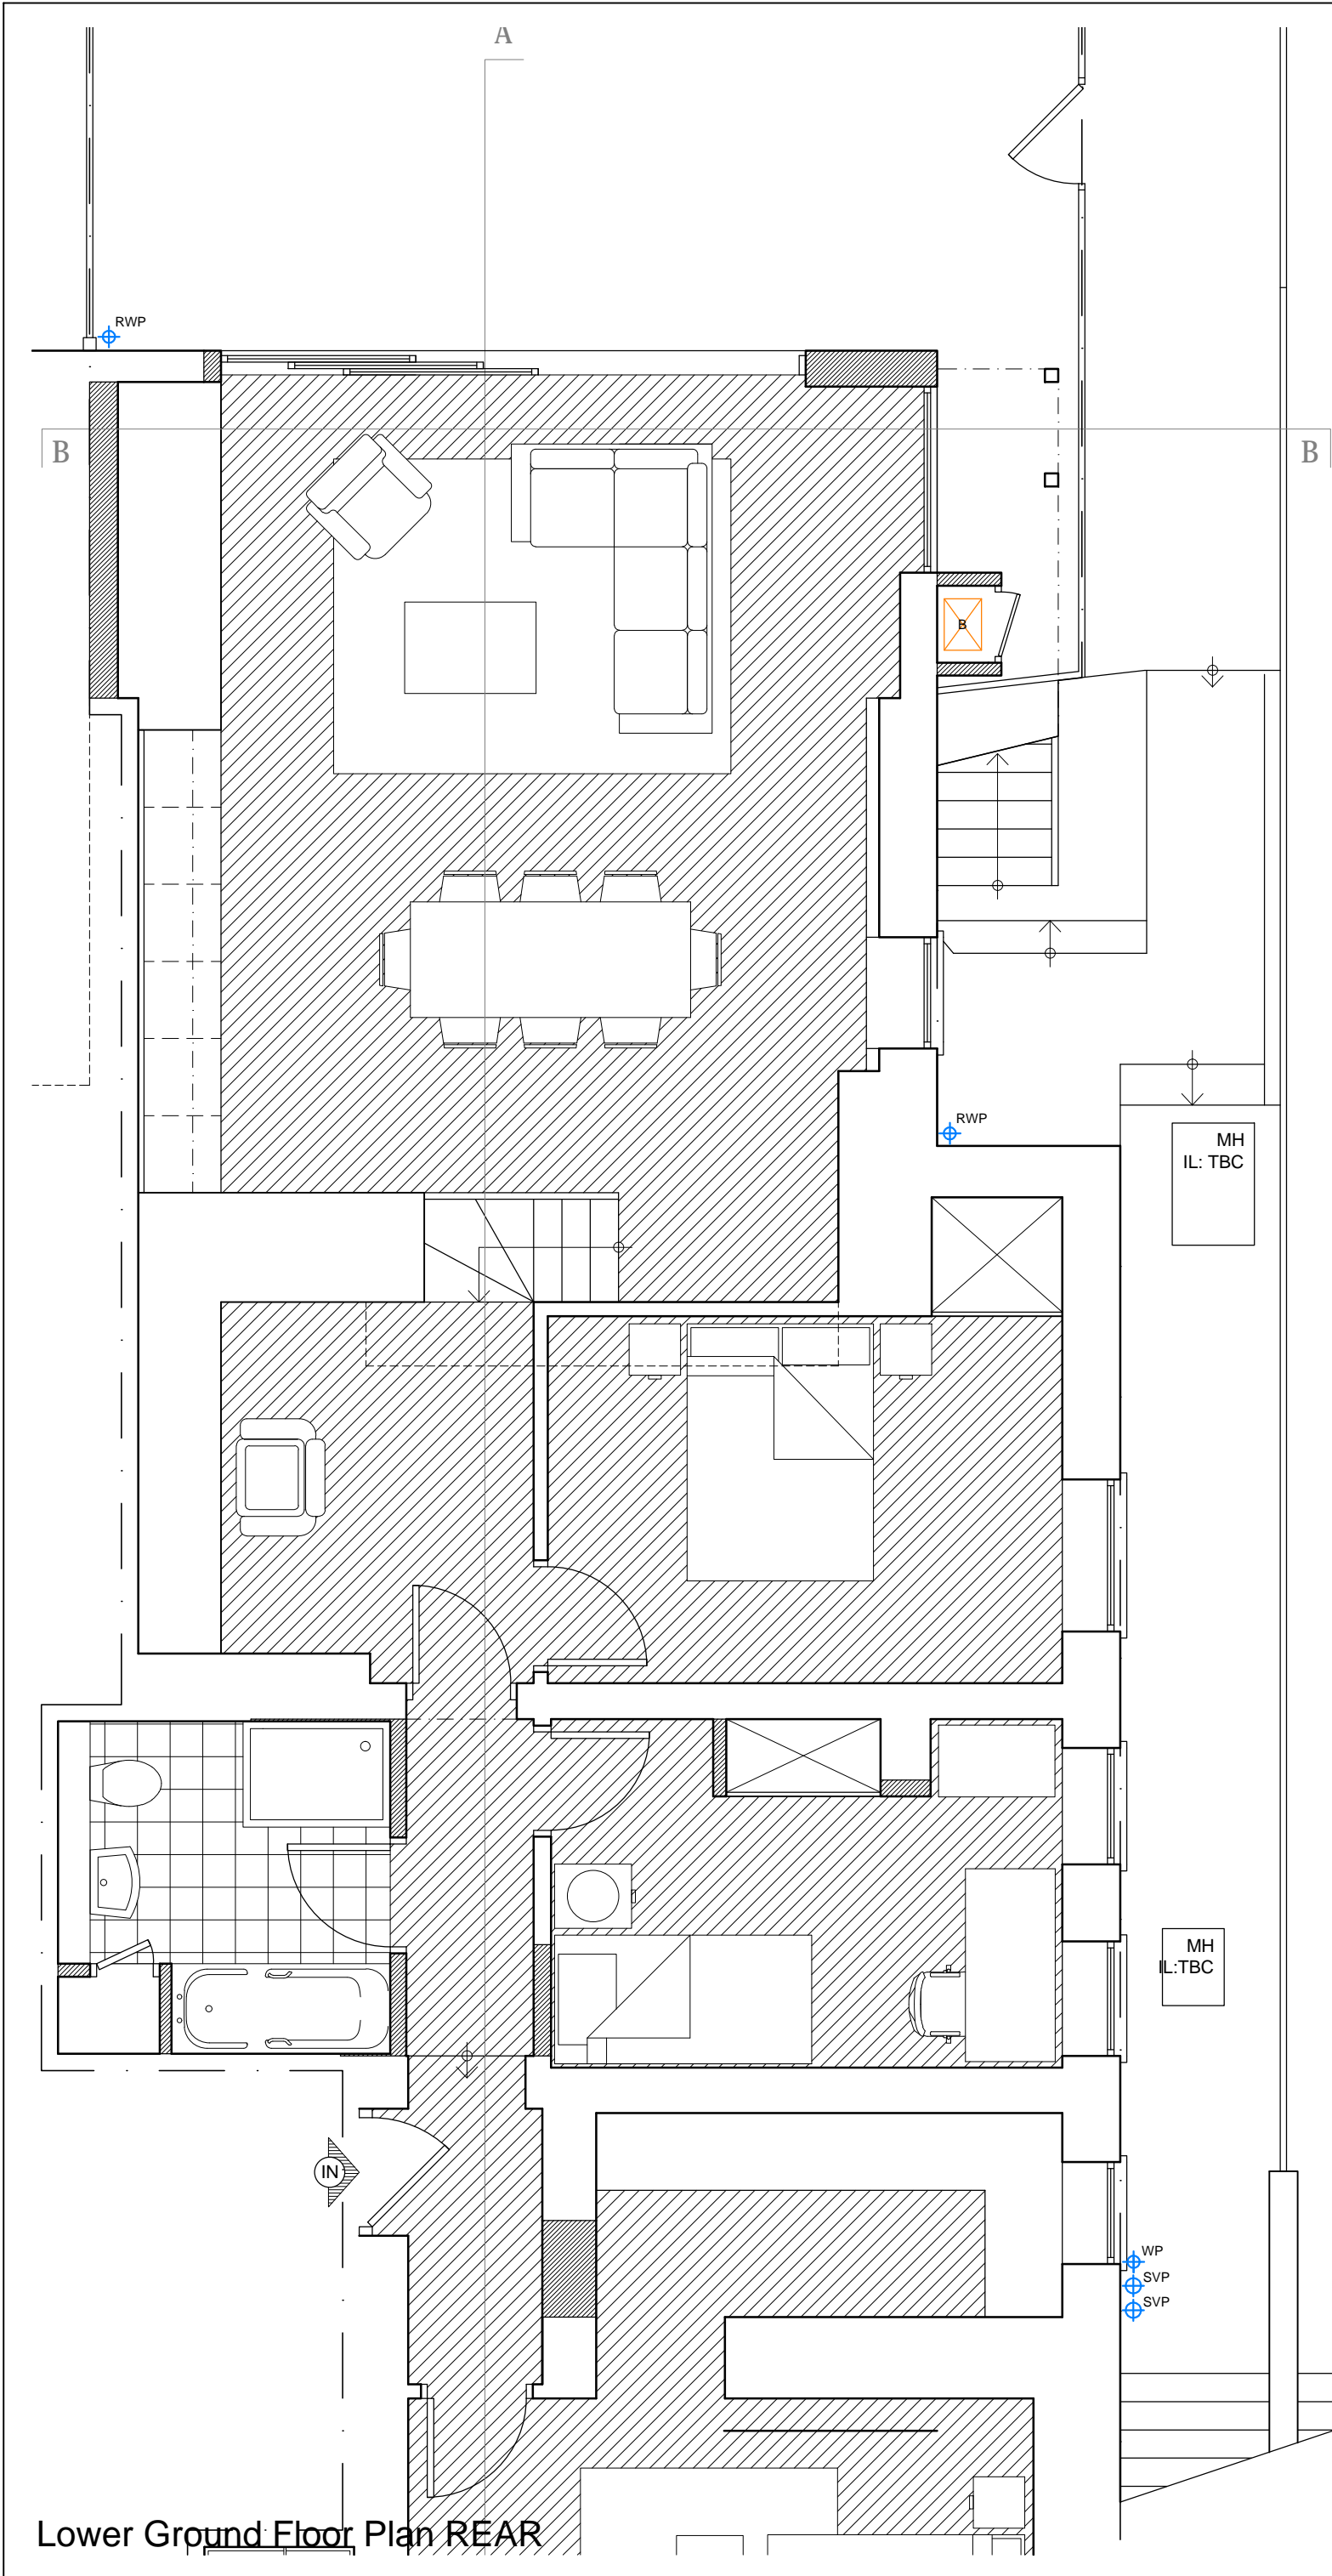 A
RWP
B
B
B
RWP
MH
IL: TBC
MH
IL:TBC
IN
WP
SVP
SVP
Lower Ground Floor Plan REAR